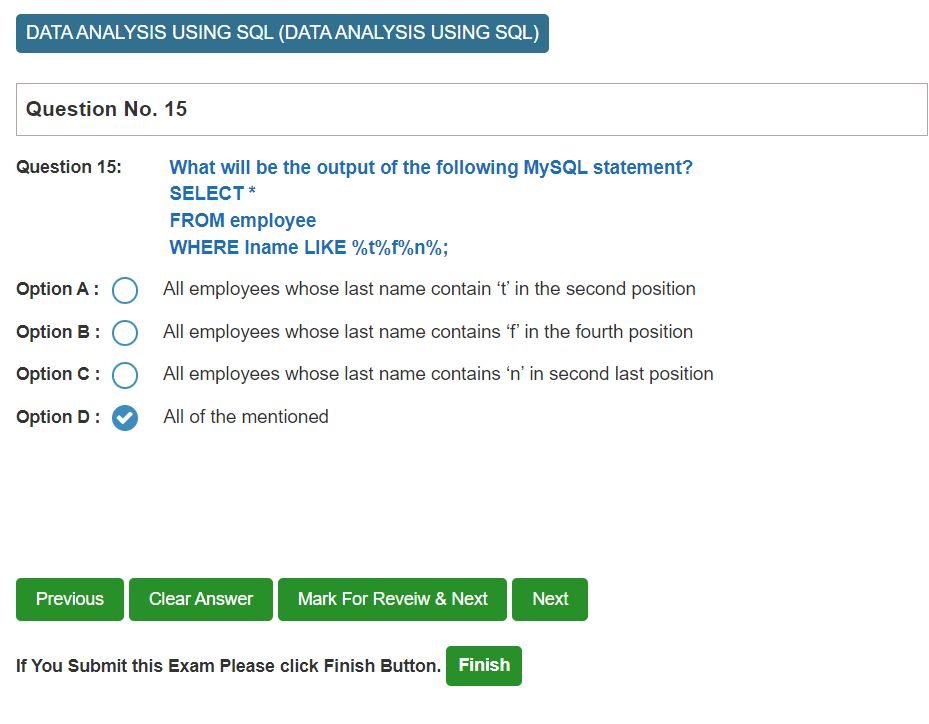 DATA ANALYSIS USING SQL (DATA ANALYSIS USING SQL)
Question No. 15
Question 15: What will be the output of the following MySQL statement?
SELECT *
FROM employee
WHERE lname LIKE %t%f%n%;
Option A : All employees whose last name contain ‘t’ in the second position
Option B : All employees whose last name contains ‘f’ in the fourth position
Option C : All employees whose last name contains ‘n’ in second last position
Option D : All of the mentioned
Previous Clear Answer Mark For Reveiw & Next Next
If You Submit this Exam Please click Finish Button. Finish